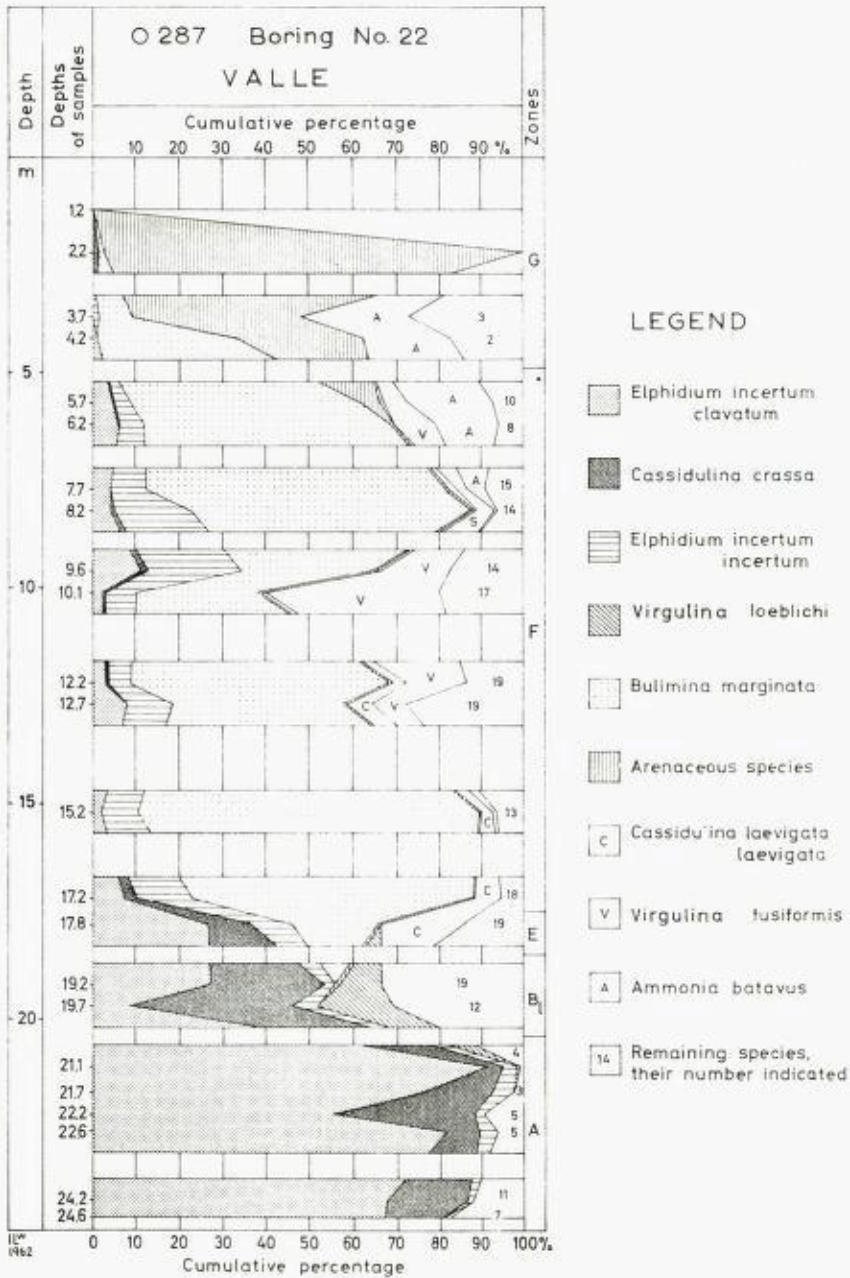 O 287 Boring No. 22
VALLE
Depth
Depths of samples
Cumulative percentage
Zones
10 20 30 40 50 60 70 80 90 %
m
1.2
2.2
G
3.7 A 3
4.2 A 2
5
5.7 A 10
6.2 V A 8
7.7 A 15
8.2 S 14
9.6 V 14
10 10.1 V 17
F
12.2 V 19
12.7 C V 19
15 15.2 C 13
17.2 C 18
17.8 C 19 E
19.2 19
19.7 12 B
20
4
21.1
21.7
22.2 5
22.6 5 A
24.2 11
24.6 7
0 10 20 30 40 50 60 70 80 90 100%
Cumulative percentage
1962
LEGEND
Elphidium incertum
clavatum
Cassidulina crassa
Elphidium incertum
incertum
Virgulina loeblichi
Bulimina marginata
Arenaceous species
C Cassidulina laevigata
laevigata
V Virgulina fusiformis
A Ammonia batavus
14 Remaining species,
their number indicated